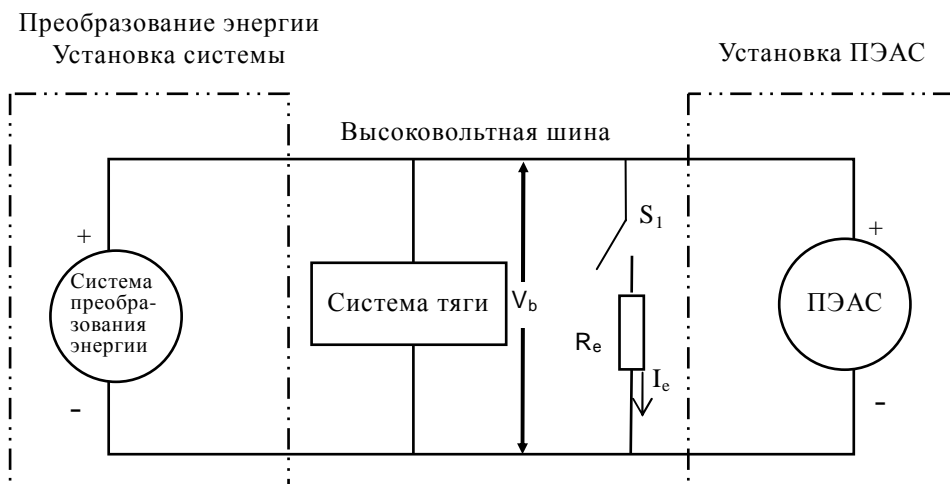 Преобразование энергии
Установка системы
Установка ПЭАС
Высоковольтная шина
S1
+
+
Система
преобра-
зования
энергии
Система тяги
Vb
ПЭАС
Re
Ie
-
-